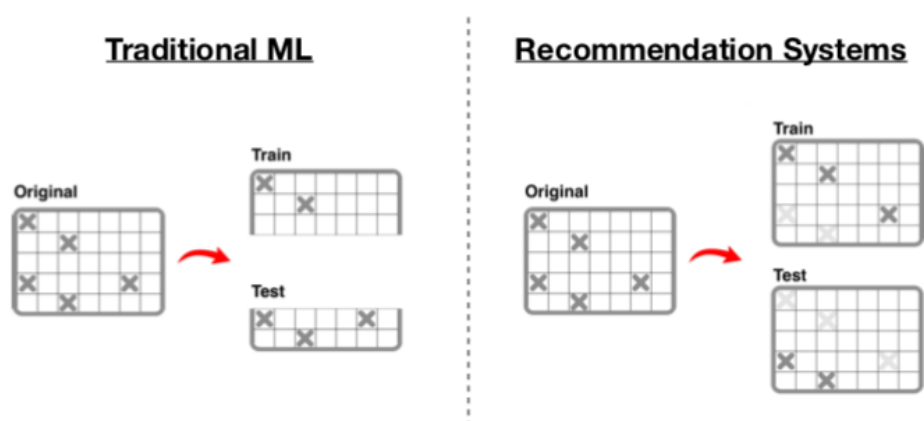 Traditional ML
Original
Train
Test
Recommendation Systems
Original
Train
Test